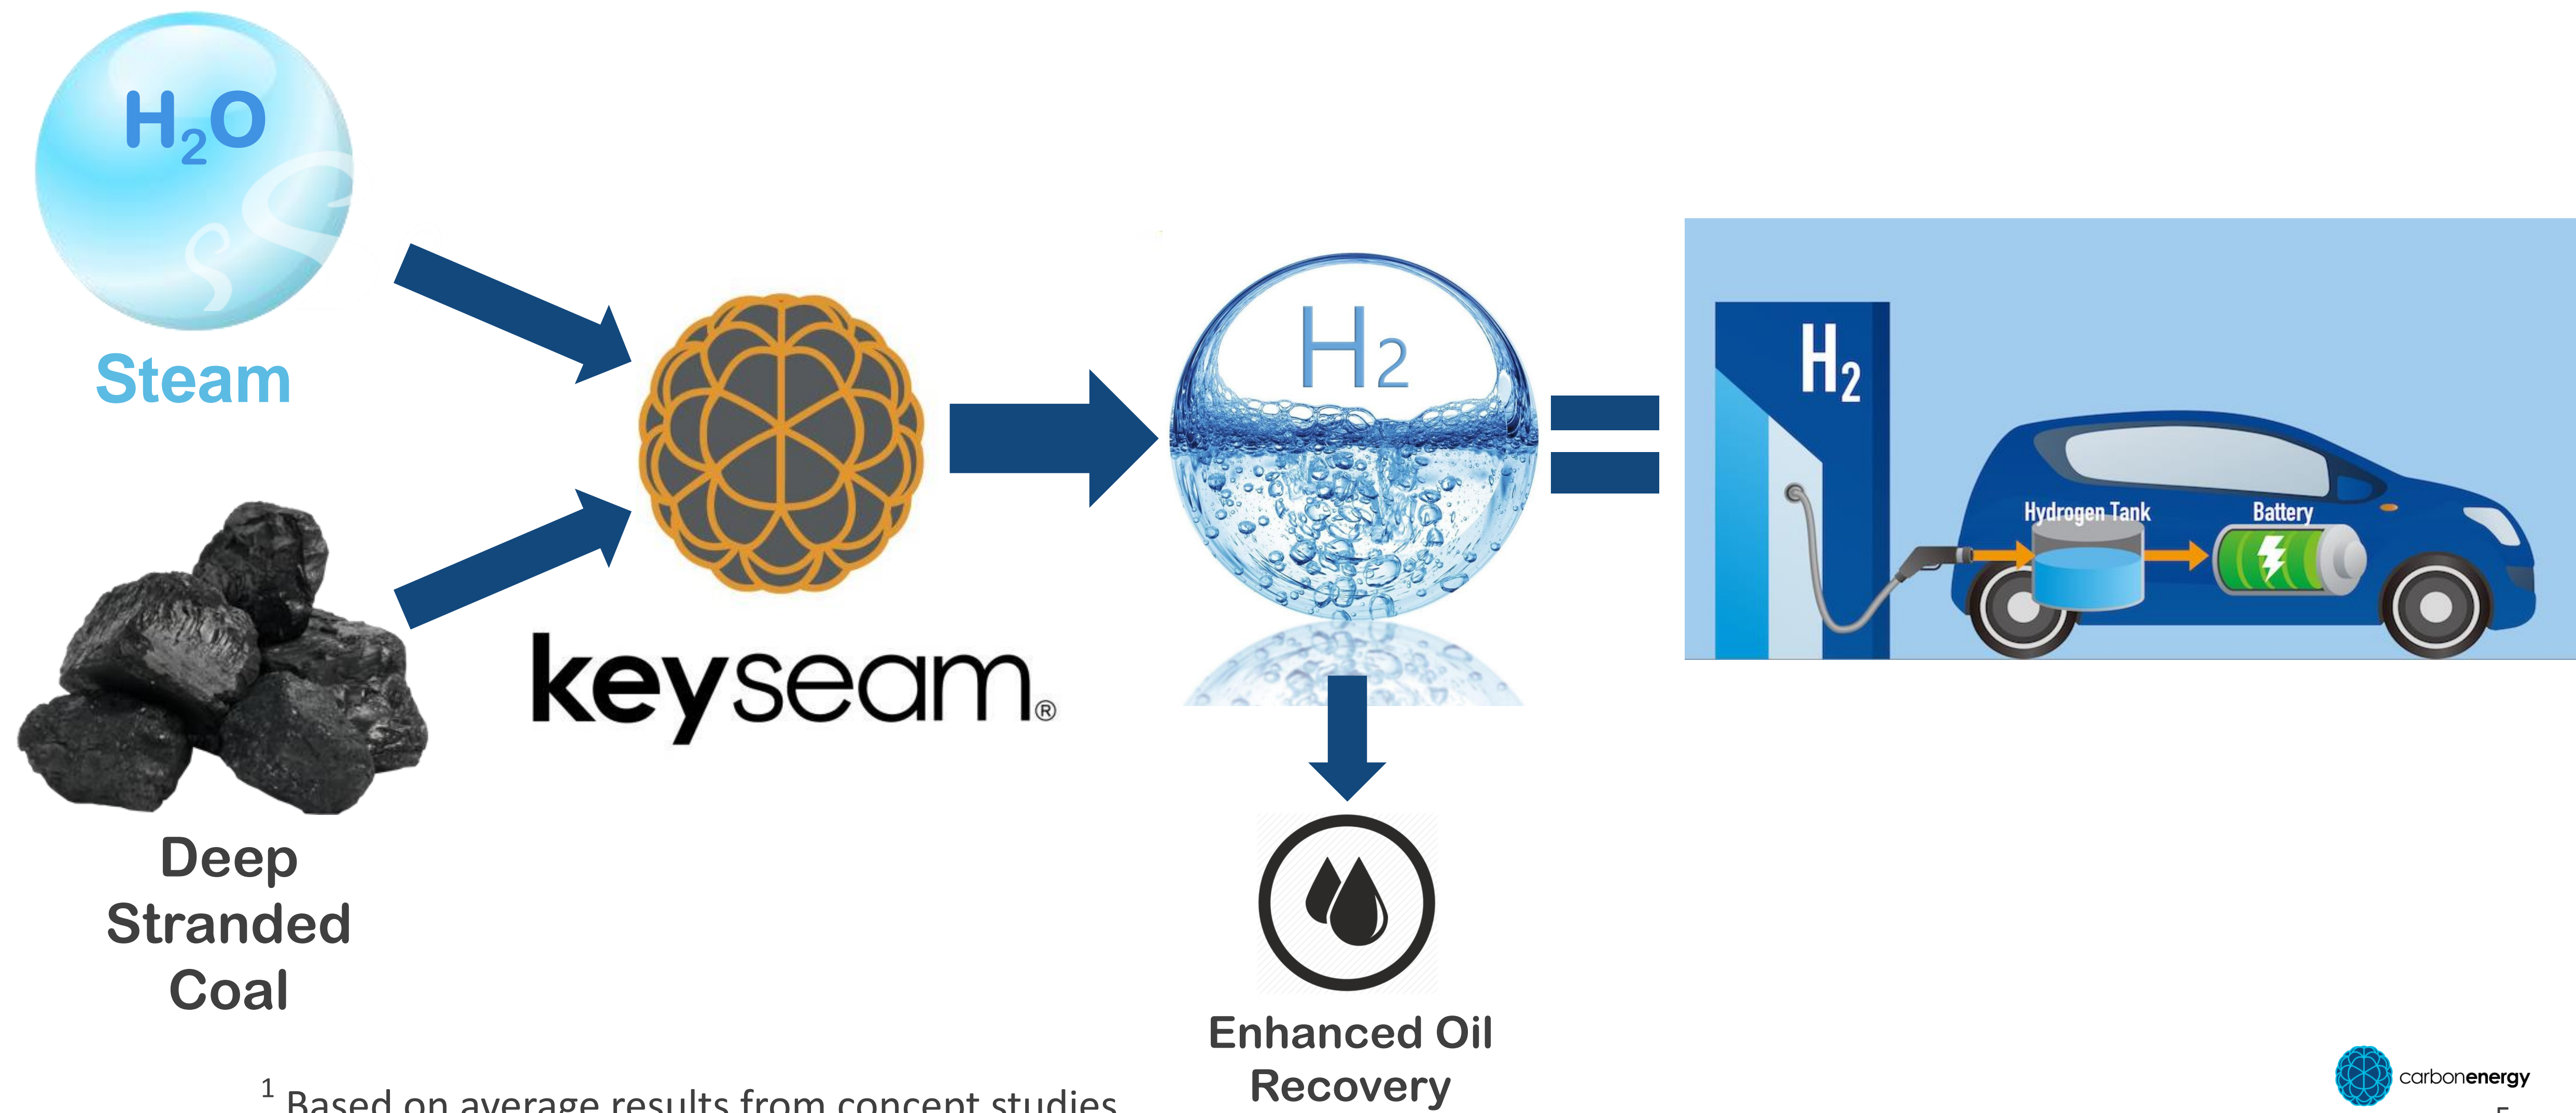 H₂O
Steam
Deep
Stranded
Coal
keyseam®
H₂
Enhanced Oil
Recovery
H₂
Hydrogen Tank
Battery
¹ Based on average results from concept studies
carbonenergy
5